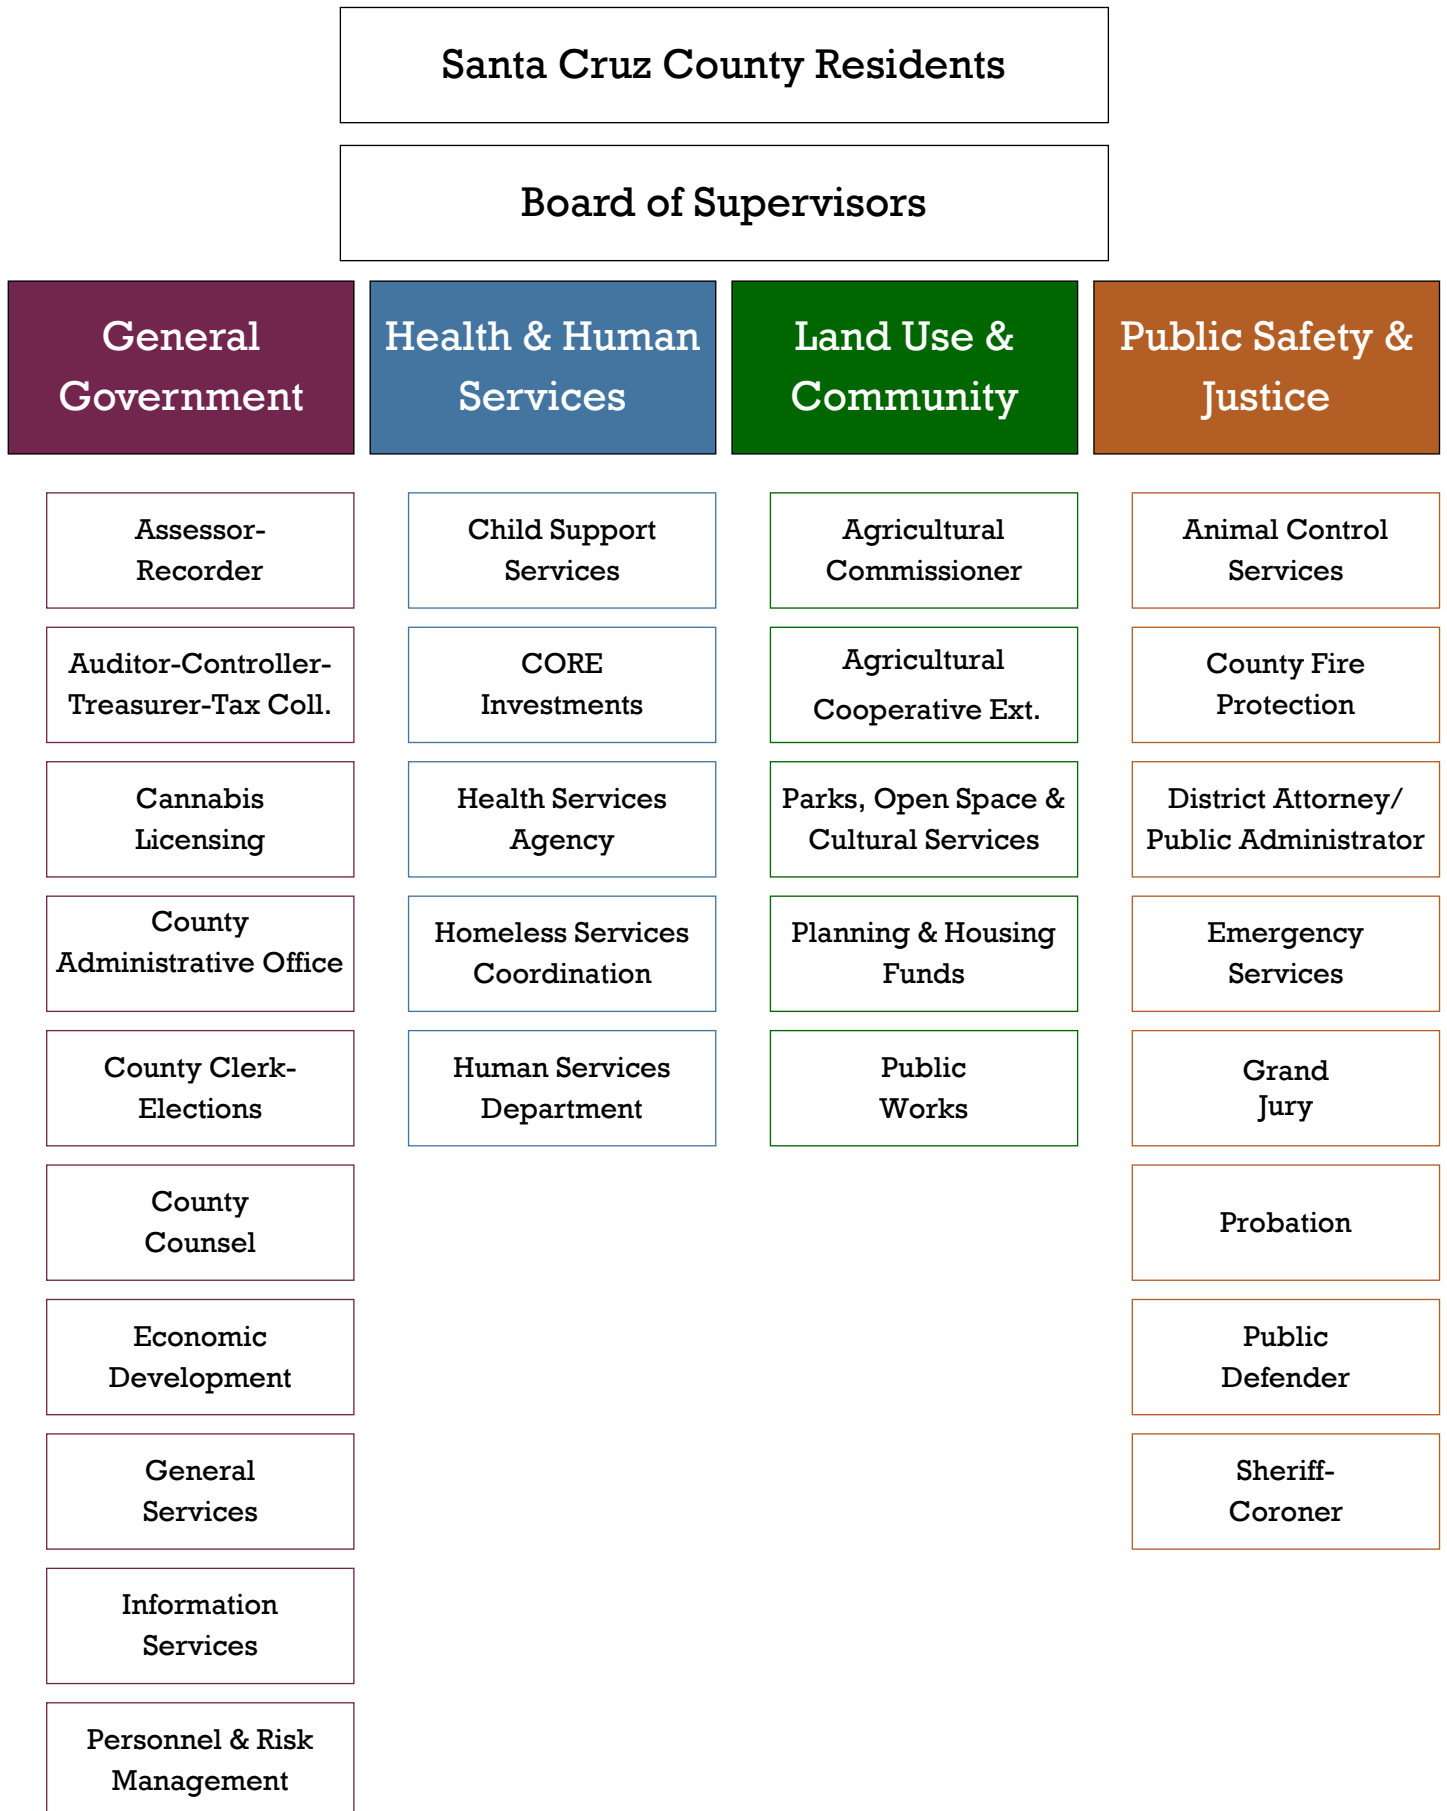 Santa Cruz County Residents
Board of Supervisors
General
Government
Health & Human
Services
Land Use &
Community
Public Safety &
Justice
Assessor-
Recorder
Auditor-Controller-
Treasurer-Tax Coll.
Cannabis
Licensing
County
Administrative Office
County Clerk-
Elections
County
Counsel
Economic
Development
General
Services
Information
Services
Personnel & Risk
Management
Child Support
Services
CORE
Investments
Health Services
Agency
Homeless Services
Coordination
Human Services
Department
Agricultural
Commissioner
Agricultural
Cooperative Ext.
Parks, Open Space &
Cultural Services
Planning & Housing
Funds
Public
Works
Animal Control
Services
County Fire
Protection
District Attorney/
Public Administrator
Emergency
Services
Grand
Jury
Probation
Public
Defender
Sheriff-
Coroner